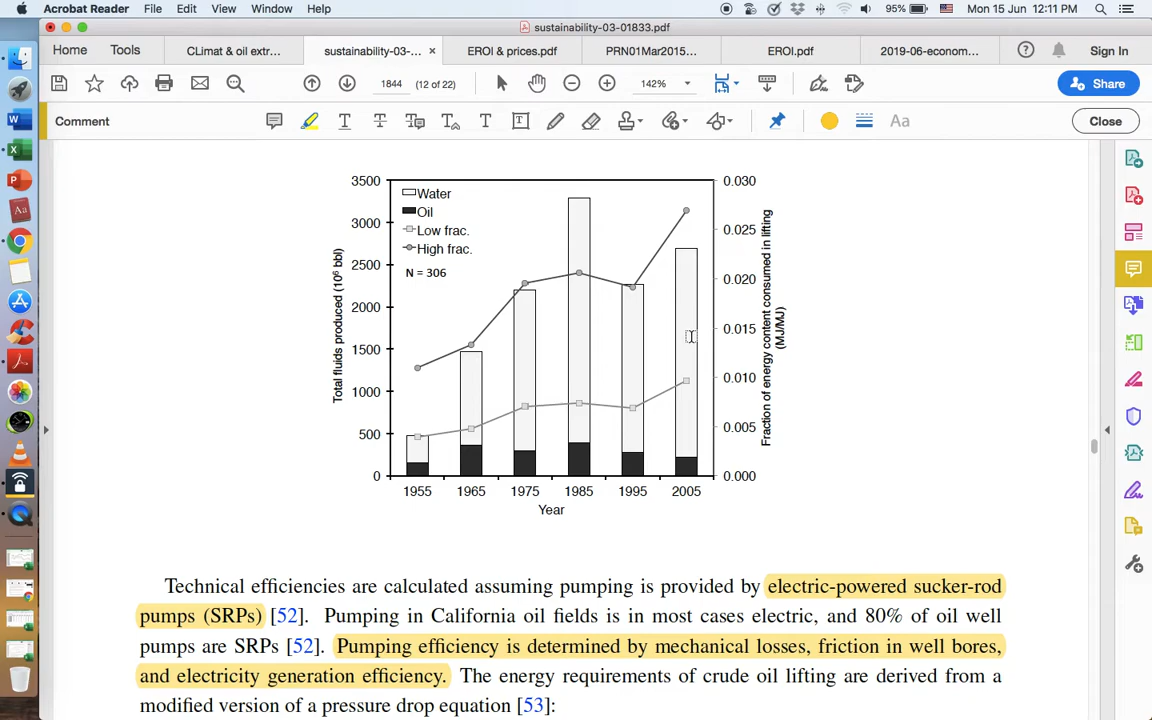 Acrobat Reader File Edit View Window Help 95% Mon 15 Jun 12:11 PM
sustainability-03-01833.pdf
Home Tools CLimat & oil extr... sustainability-03-... × EROI & prices.pdf PRN01Mar2015... EROI.pdf 2019-06-econom... Sign In
1844 (12 of 22) 142% Share
Comment Aa Close
3500
3000
2500
2000
1500
1000
500
0
Total fluids produced (10⁶ bbl)
Water
Oil
Low frac.
High frac.
N = 306
0.030
0.025
0.020
0.015
0.010
0.005
0.000
Fraction of energy content consumed in lifting
(MJ/MJ)
1955 1965 1975 1985 1995 2005
Year
Technical efficiencies are calculated assuming pumping is provided by electric-powered sucker-rod
pumps (SRPs) [52]. Pumping in California oil fields is in most cases electric, and 80% of oil well
pumps are SRPs [52]. Pumping efficiency is determined by mechanical losses, friction in well bores,
and electricity generation efficiency. The energy requirements of crude oil lifting are derived from a
modified version of a pressure drop equation [53]: